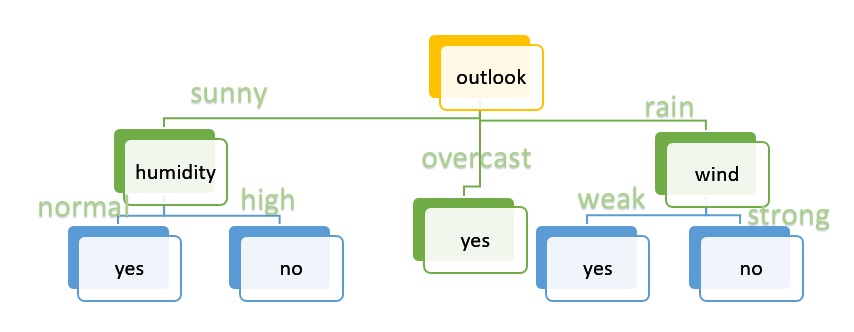 outlook
sunny
rain
overcast
humidity
wind
normal
high
weak
strong
yes
no
yes
yes
no